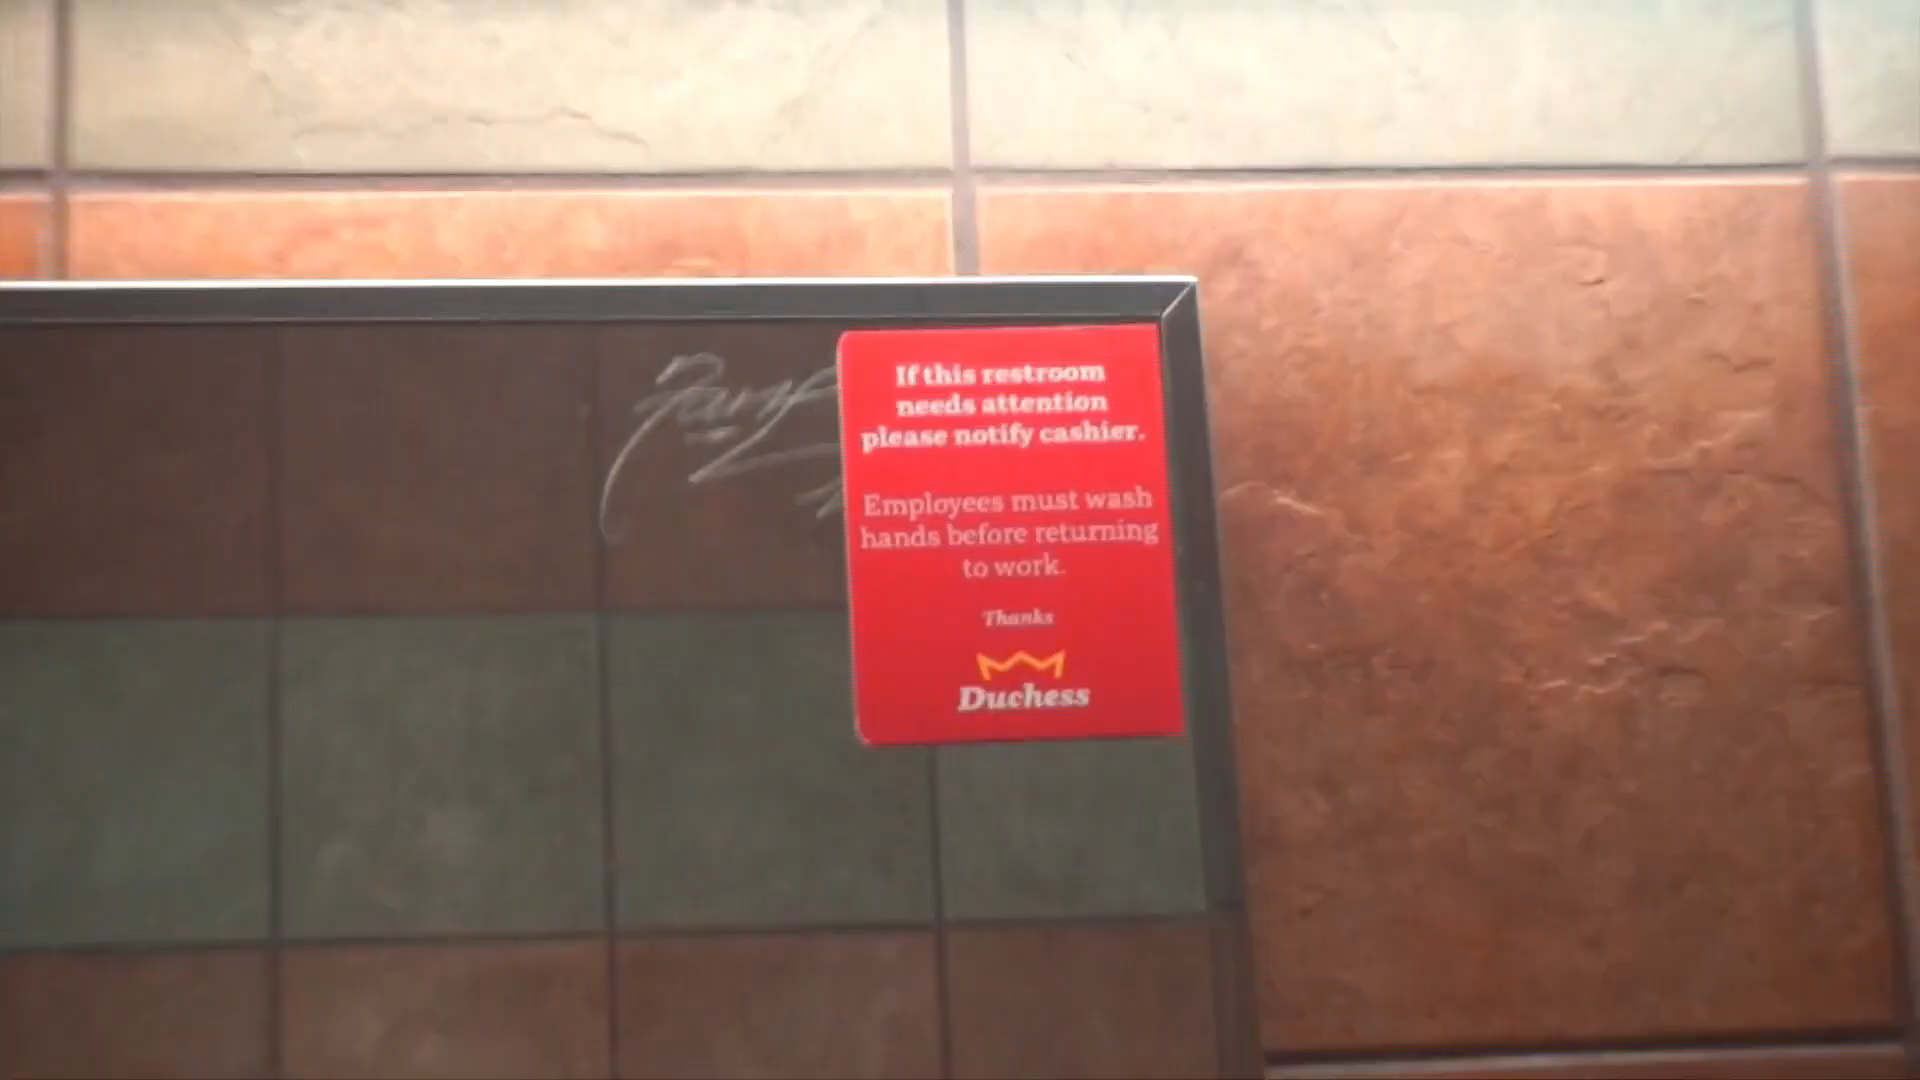 If this restroom
needs attention
please notify cashier.
Employees must wash
hands before returning
to work.
Thanks
Duchess